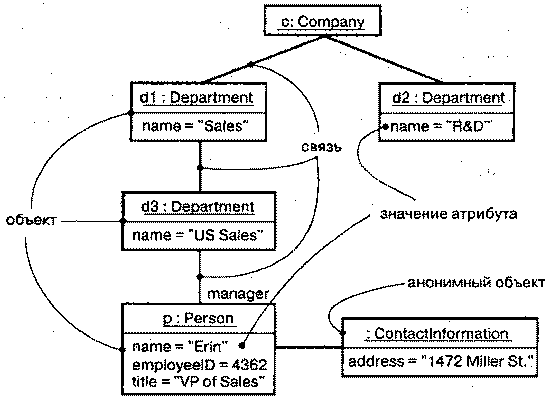 c: Company
d1 : Department
name = "Sales"
d2 : Department
name = "R&D"
связь
d3 : Department
name = "US Sales"
объект
значение атрибута
manager
анонимный объект
p : Person
name = "Erin"
employeeID = 4362
title = "VP of Sales"
: ContactInformation
address = "1472 Miller St."